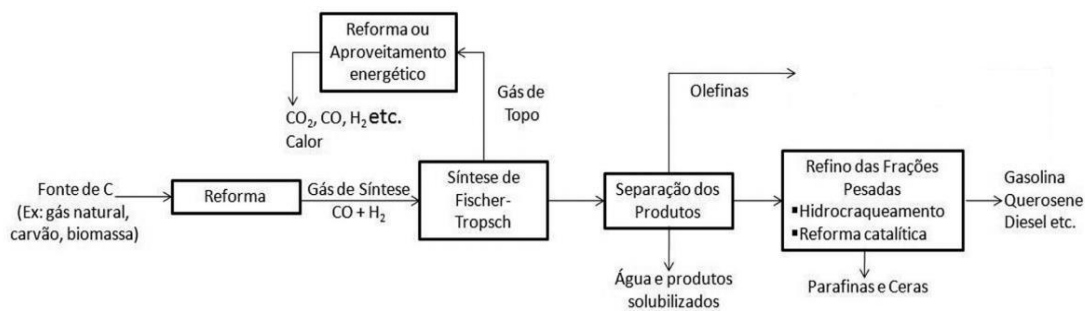 Reforma ou
Aproveitamento
energético
CO₂, CO, H₂ etc.
Calor
Gás de
Topo
Olefinas
Fonte de C
(Ex: gás natural,
carvão, biomassa)
Reforma
Gás de Síntese
CO + H₂
Síntese de
Fischer-
Tropsch
Separação dos
Produtos
Água e produtos
solubilizados
Refino das Frações
Pesadas
▪Hidrocraqueamento
▪Reforma catalítica
Parafinas e Ceras
Gasolina
Querosene
Diesel etc.